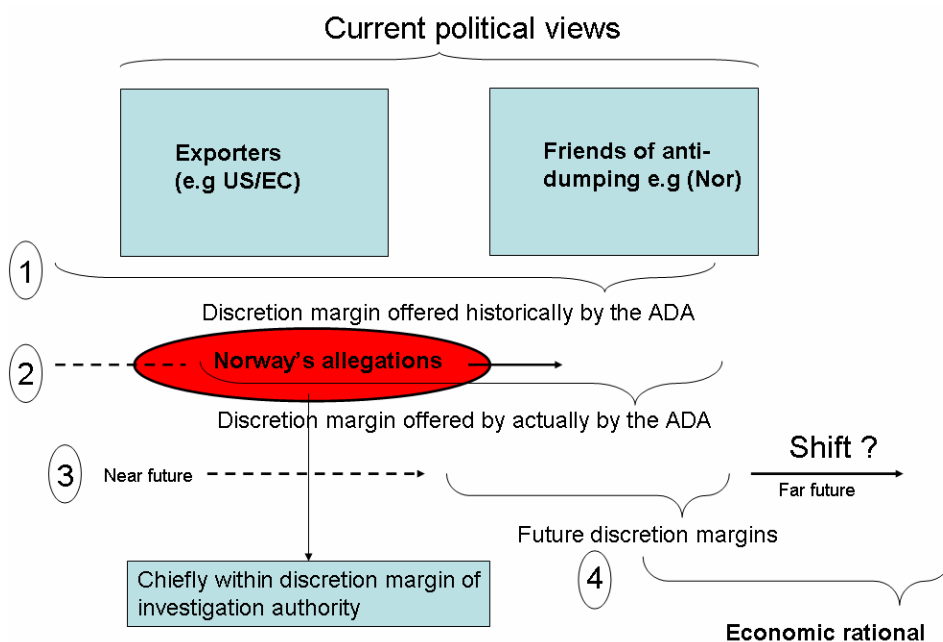 Current political views
Exporters
(e.g US/EC)
Friends of anti-
dumping e.g (Nor)
1
Discretion margin offered historically by the ADA
2
Norway's allegations
Discretion margin offered by actually by the ADA
Shift ?
3
Near future
Far future
Future discretion margins
4
Chiefly within discretion margin of
investigation authority
Economic rational